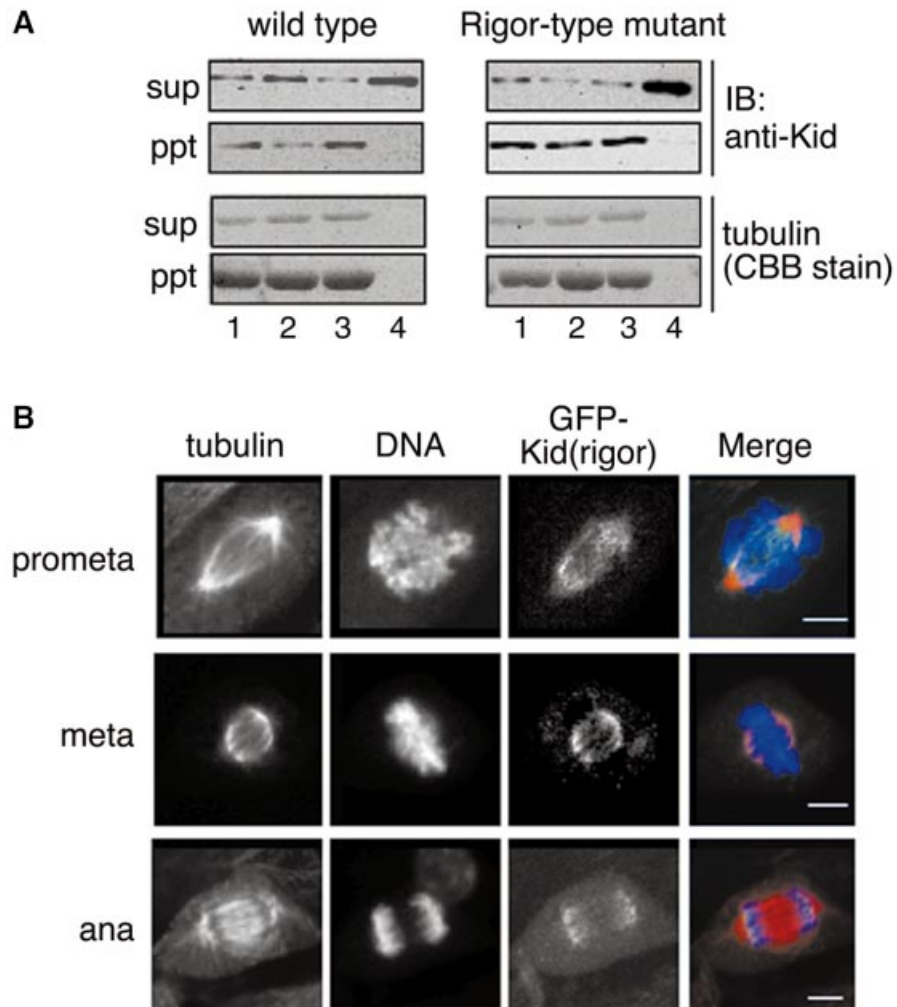 A
wild type
Rigor-type mutant
sup
ppt
IB:
anti-Kid
sup
ppt
tubulin
(CBB stain)
1 2 3 4
1 2 3 4
B
tubulin
DNA
GFP-
Kid(rigor)
Merge
prometa
meta
ana